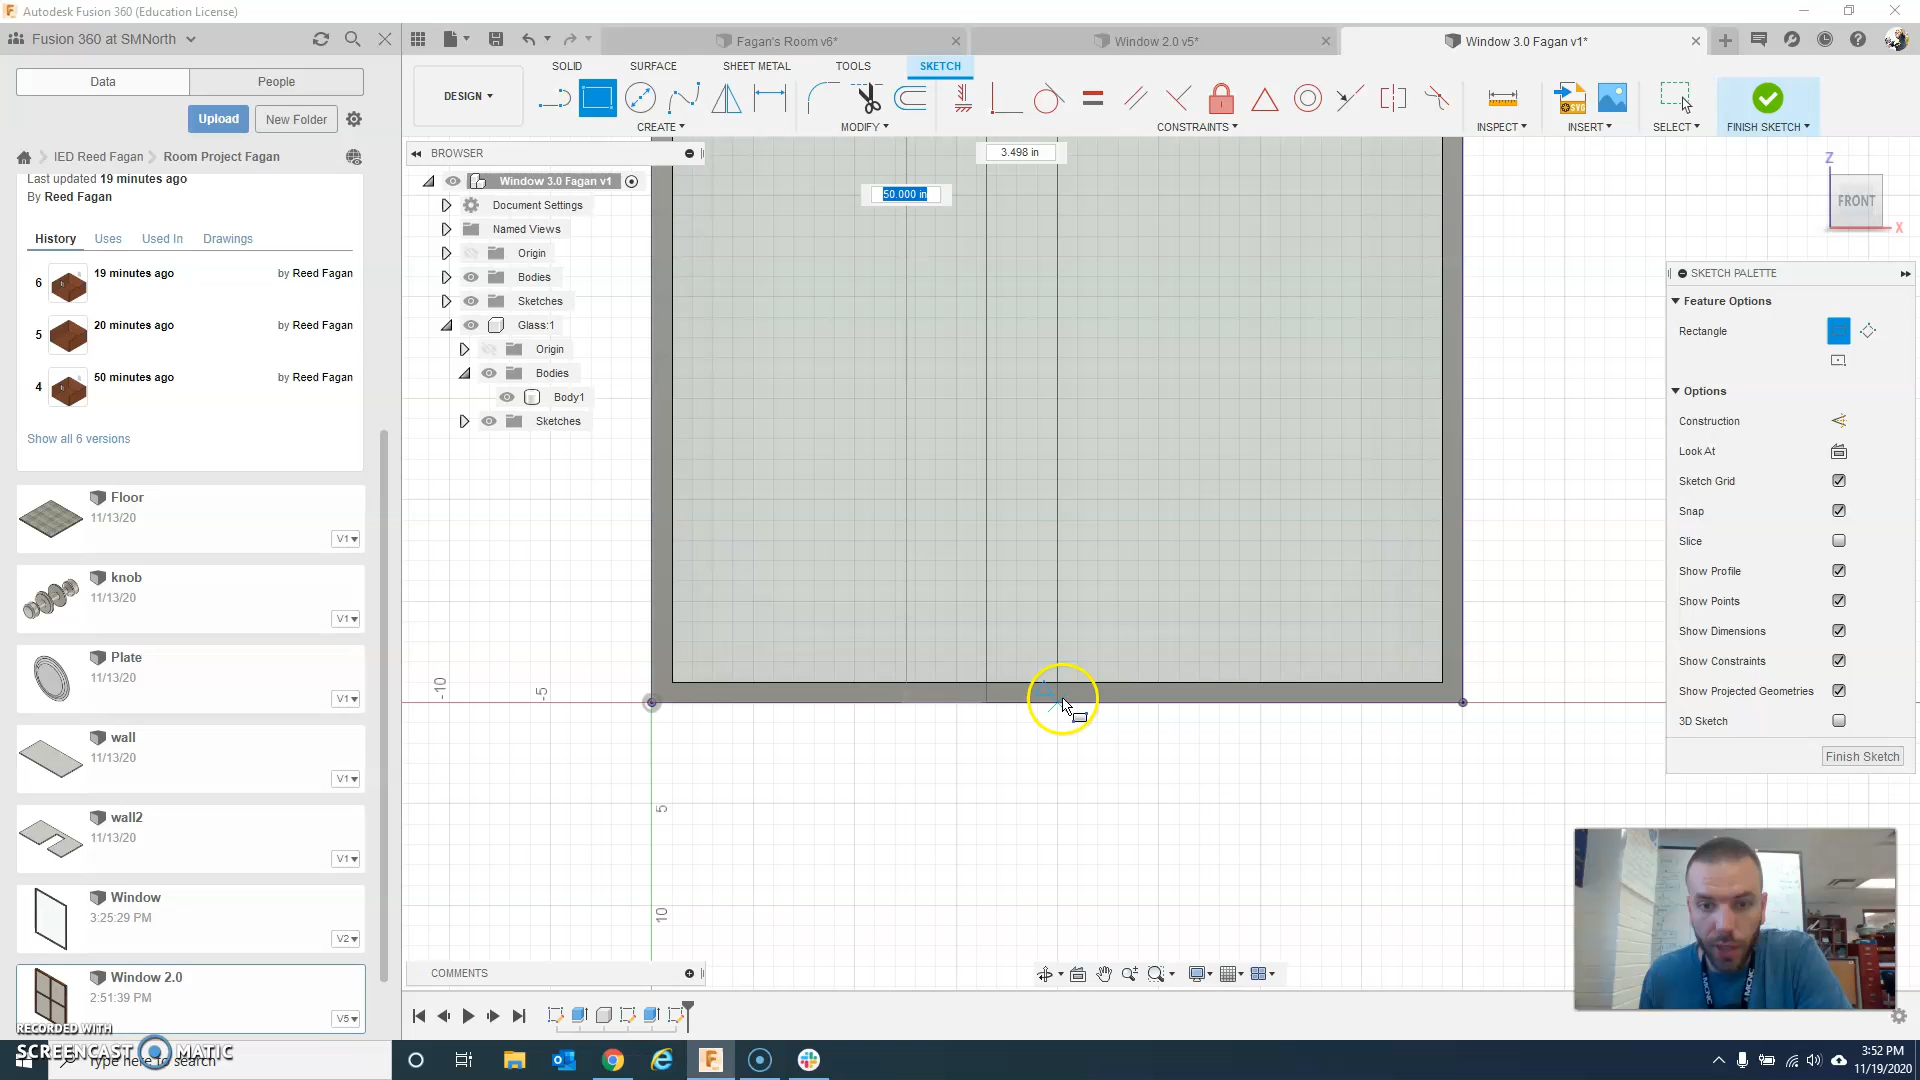 Autodesk Fusion 360 (Education License)
Fusion 360 at SMNorth
Fagan's Room v6*
Window 2.0 v5*
Window 3.0 Fagan v1*
Data
People
Upload
New Folder
IED Reed Fagan
Room Project Fagan
Last updated 19 minutes ago
By Reed Fagan
History
Uses
Used In
Drawings
6
19 minutes ago
by Reed Fagan
5
20 minutes ago
by Reed Fagan
4
50 minutes ago
by Reed Fagan
Show all 6 versions
Floor
11/13/20
V1
knob
11/13/20
V1
Plate
11/13/20
V1
wall
11/13/20
V1
wall2
11/13/20
V1
Window
3:25:29 PM
V2
Window 2.0
2:51:39 PM
V5
DESIGN
SOLID
SURFACE
SHEET METAL
TOOLS
SKETCH
CREATE
MODIFY
CONSTRAINTS
INSPECT
INSERT
SELECT
FINISH SKETCH
SVG
BROWSER
Window 3.0 Fagan v1
Document Settings
Named Views
Origin
Bodies
Sketches
Glass:1
Origin
Bodies
Body1
Sketches
3.498 in
50.000 in
-10
-5
5
10
Z
FRONT
X
SKETCH PALETTE
Feature Options
Rectangle
Options
Construction
Look At
Sketch Grid
Snap
Slice
Show Profile
Show Points
Show Dimensions
Show Constraints
Show Projected Geometries
3D Sketch
Finish Sketch
COMMENTS
RECORDED WITH
SCREENCAST MATIC
Type here to search
3:52 PM
11/19/2020